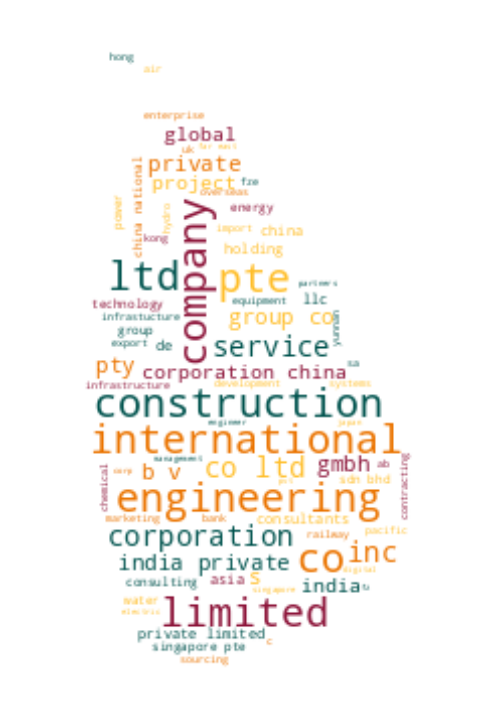 hong
air
enterprise
global
uk
far east
private
china national
project
fze
overseas
power
hydro
company
energy
kong
import
china
holding
ltd
pte
partners
technology
equipment
llc
infrastucture
group co
yunnan
group
export
de
service
pty
corporation china
sa
infrastructure
development
systems
construction
engineer
japan
international
management
chemical
corp
b v
co ltd
gmbh
ab
contracting
sdn bhd
engineering
marketing
bank
consultants
pacific
corporation
railway
india private
co
inc
digital
consulting
asia
s
india
singapore
water
electric
limited
private limited
c
singapore pte
sourcing